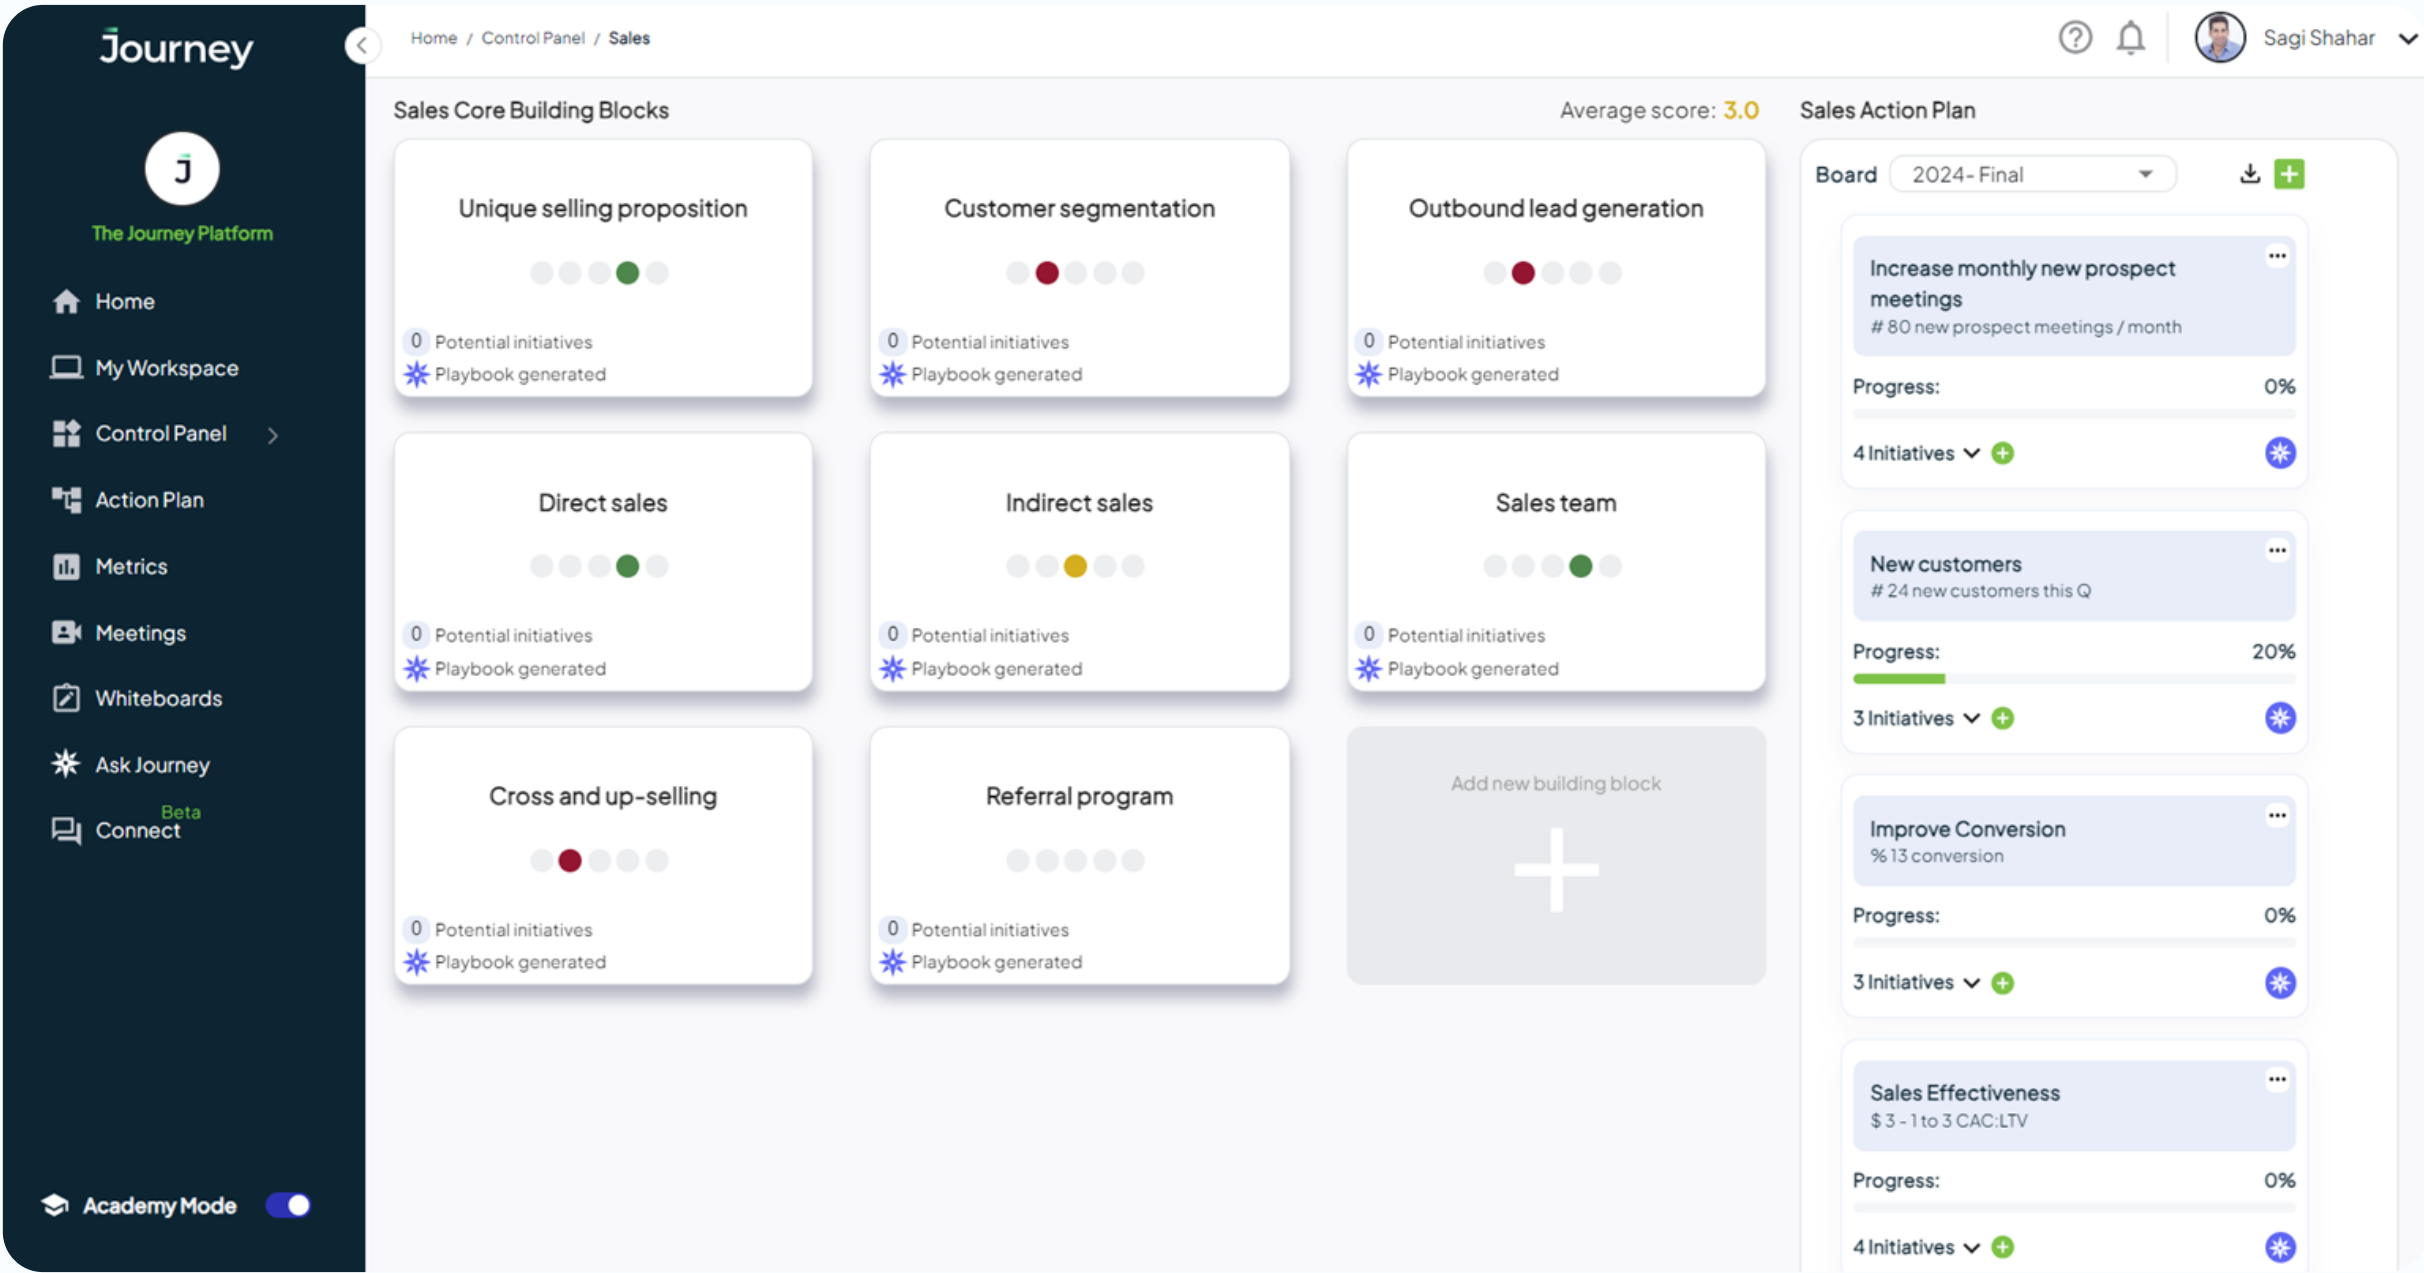 Journey
J
The Journey Platform
Home
My Workspace
Control Panel
Action Plan
Metrics
Meetings
Whiteboards
Ask Journey
Beta
Connect
Academy Mode
Home / Control Panel / Sales
Sagi Shahar
Sales Core Building Blocks
Average score: 3.0
Unique selling proposition
0 Potential initiatives
Playbook generated
Customer segmentation
0 Potential initiatives
Playbook generated
Outbound lead generation
0 Potential initiatives
Playbook generated
Direct sales
0 Potential initiatives
Playbook generated
Indirect sales
0 Potential initiatives
Playbook generated
Sales team
0 Potential initiatives
Playbook generated
Cross and up-selling
0 Potential initiatives
Playbook generated
Referral program
0 Potential initiatives
Playbook generated
Add new building block
Sales Action Plan
Board 2024- Final
Increase monthly new prospect
meetings
# 80 new prospect meetings / month
Progress: 0%
4 Initiatives
New customers
# 24 new customers this Q
Progress: 20%
3 Initiatives
Improve Conversion
% 13 conversion
Progress: 0%
3 Initiatives
Sales Effectiveness
$ 3 - 1 to 3 CAC:LTV
Progress: 0%
4 Initiatives